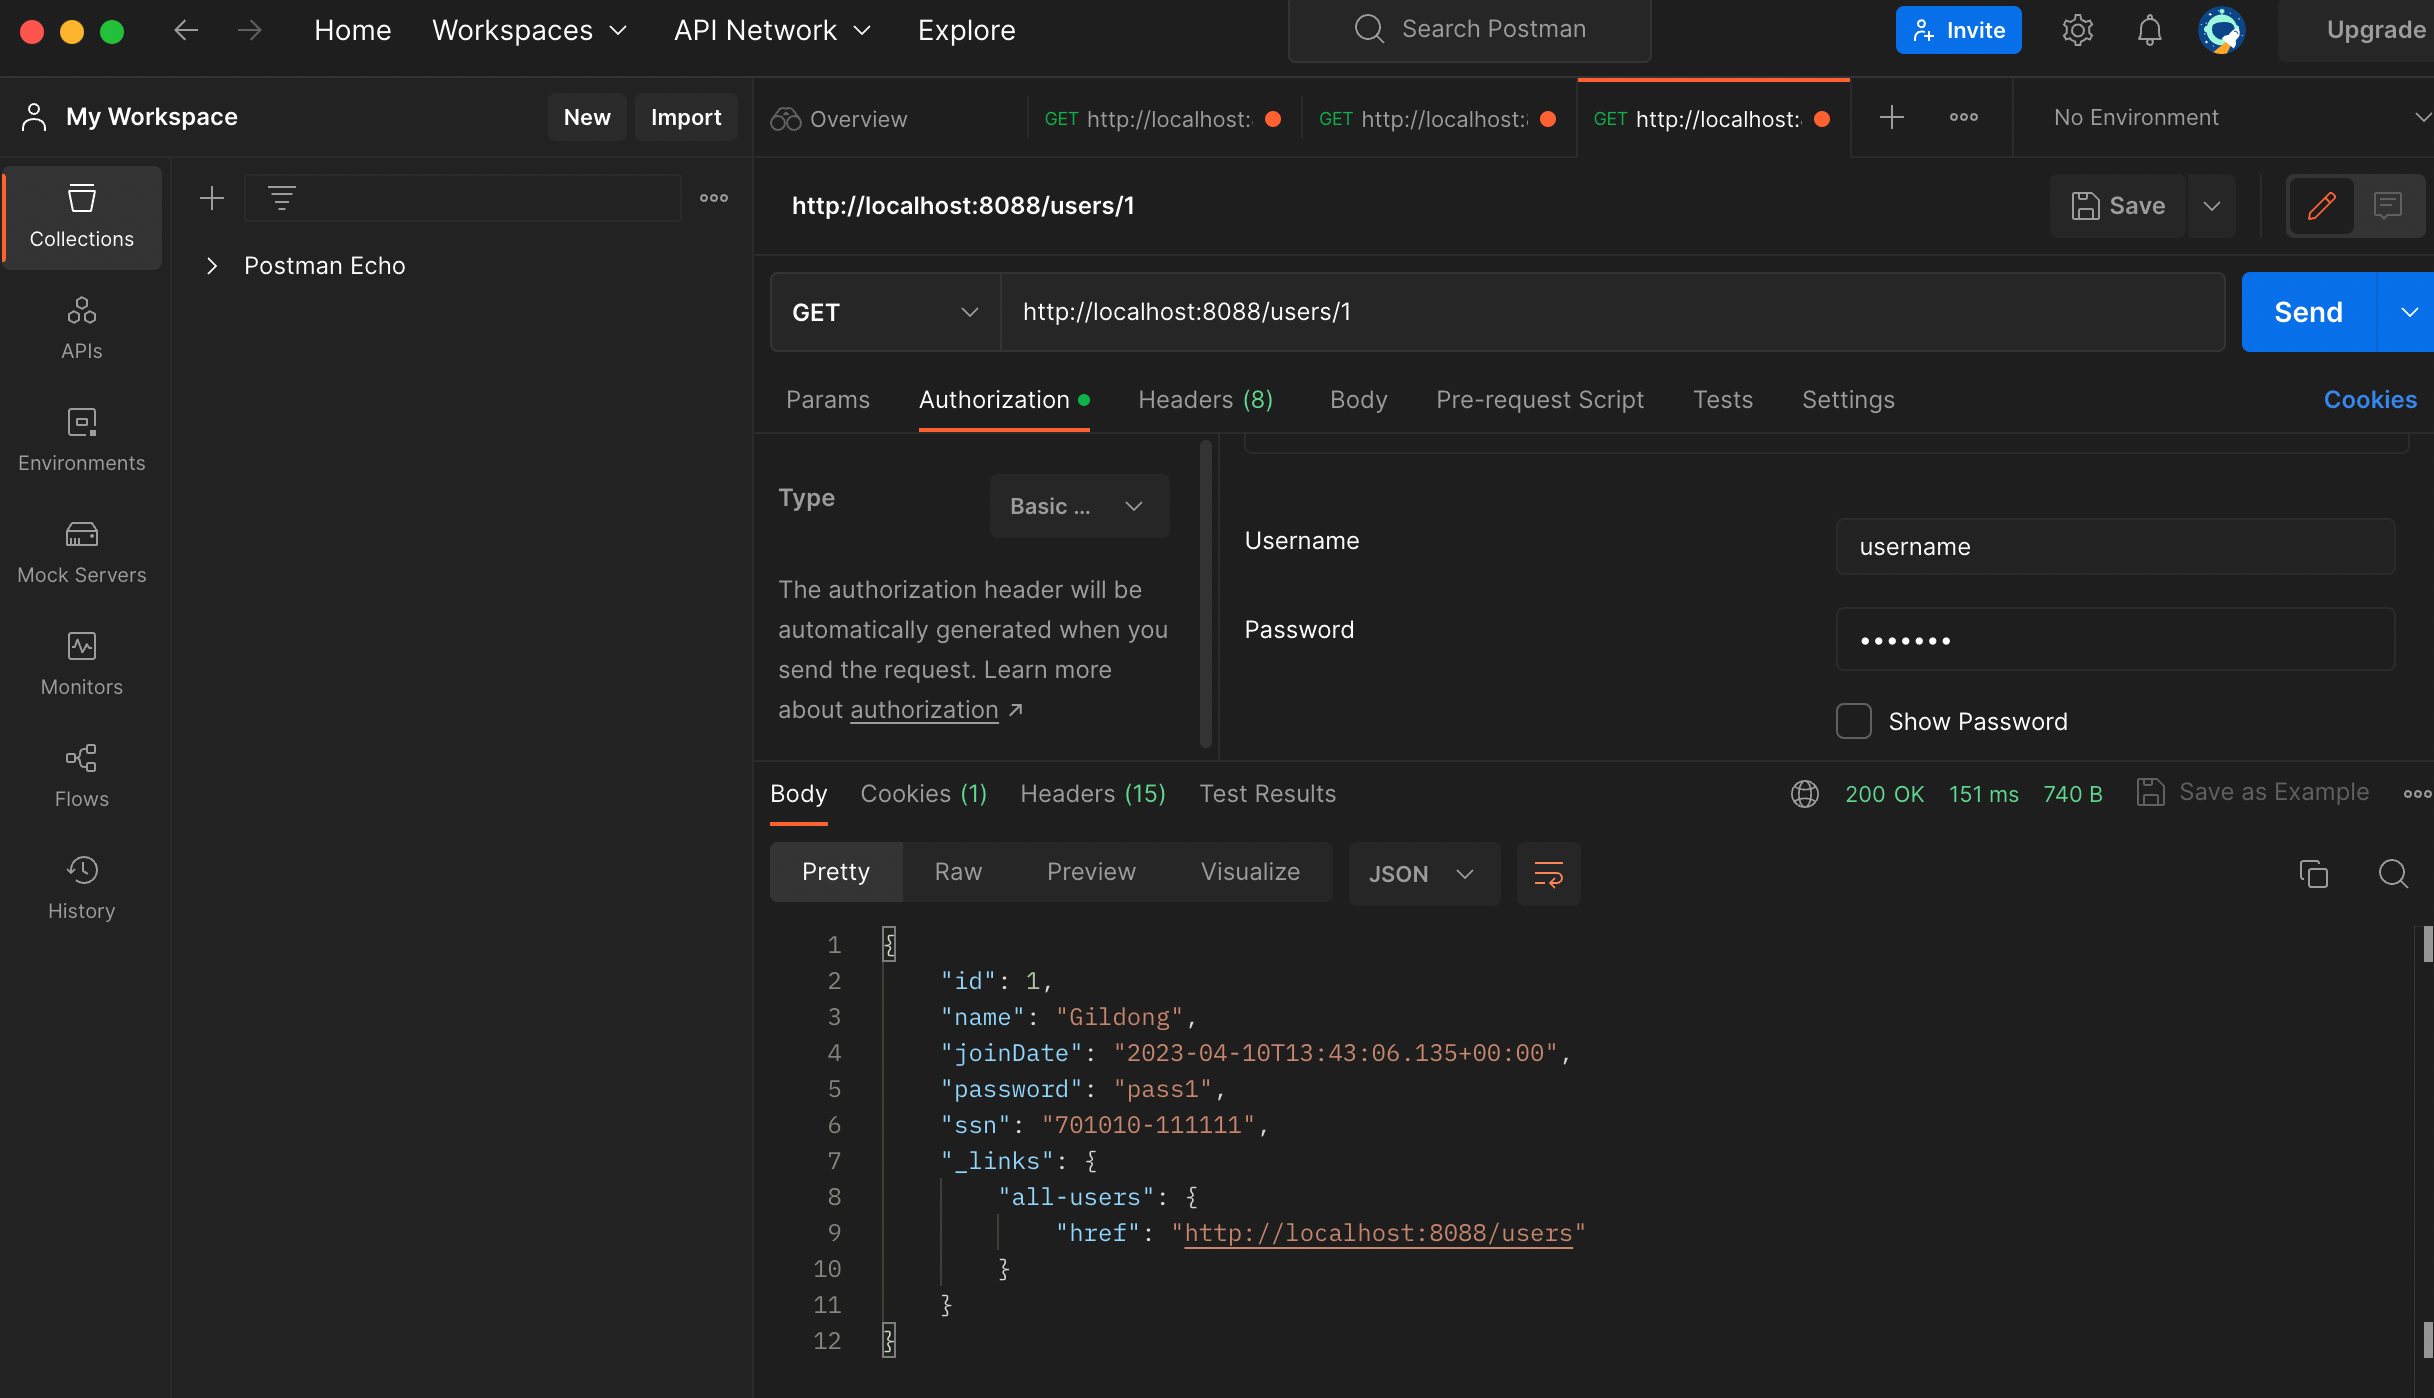 Home Workspaces API Network Explore Search Postman Invite Upgrade
My Workspace New Import Overview GET http://localhost: GET http://localhost: GET http://localhost: No Environment
Collections
Postman Echo
APIs
Environments
Mock Servers
Monitors
Flows
History
http://localhost:8088/users/1 Save
GET http://localhost:8088/users/1 Send
Params Authorization Headers (8) Body Pre-request Script Tests Settings Cookies
Type Basic ...
The authorization header will be
automatically generated when you
send the request. Learn more
about authorization ↗
Username username
Password •••••••
Show Password
Body Cookies (1) Headers (15) Test Results 200 OK 151 ms 740 B Save as Example
Pretty Raw Preview Visualize JSON
1 {
2 "id": 1,
3 "name": "Gildong",
4 "joinDate": "2023-04-10T13:43:06.135+00:00",
5 "password": "pass1",
6 "ssn": "701010-111111",
7 "_links": {
8 "all-users": {
9 "href": "http://localhost:8088/users"
10 }
11 }
12 }